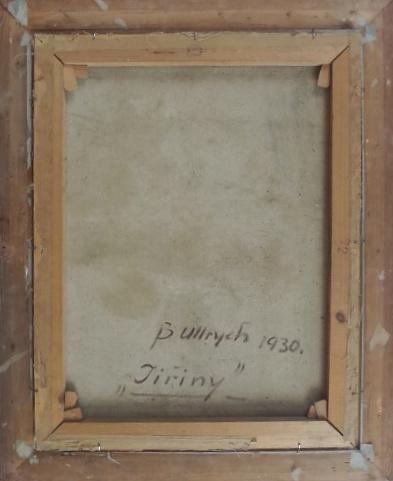 B Ullrych 1930.
„Jiřiny"